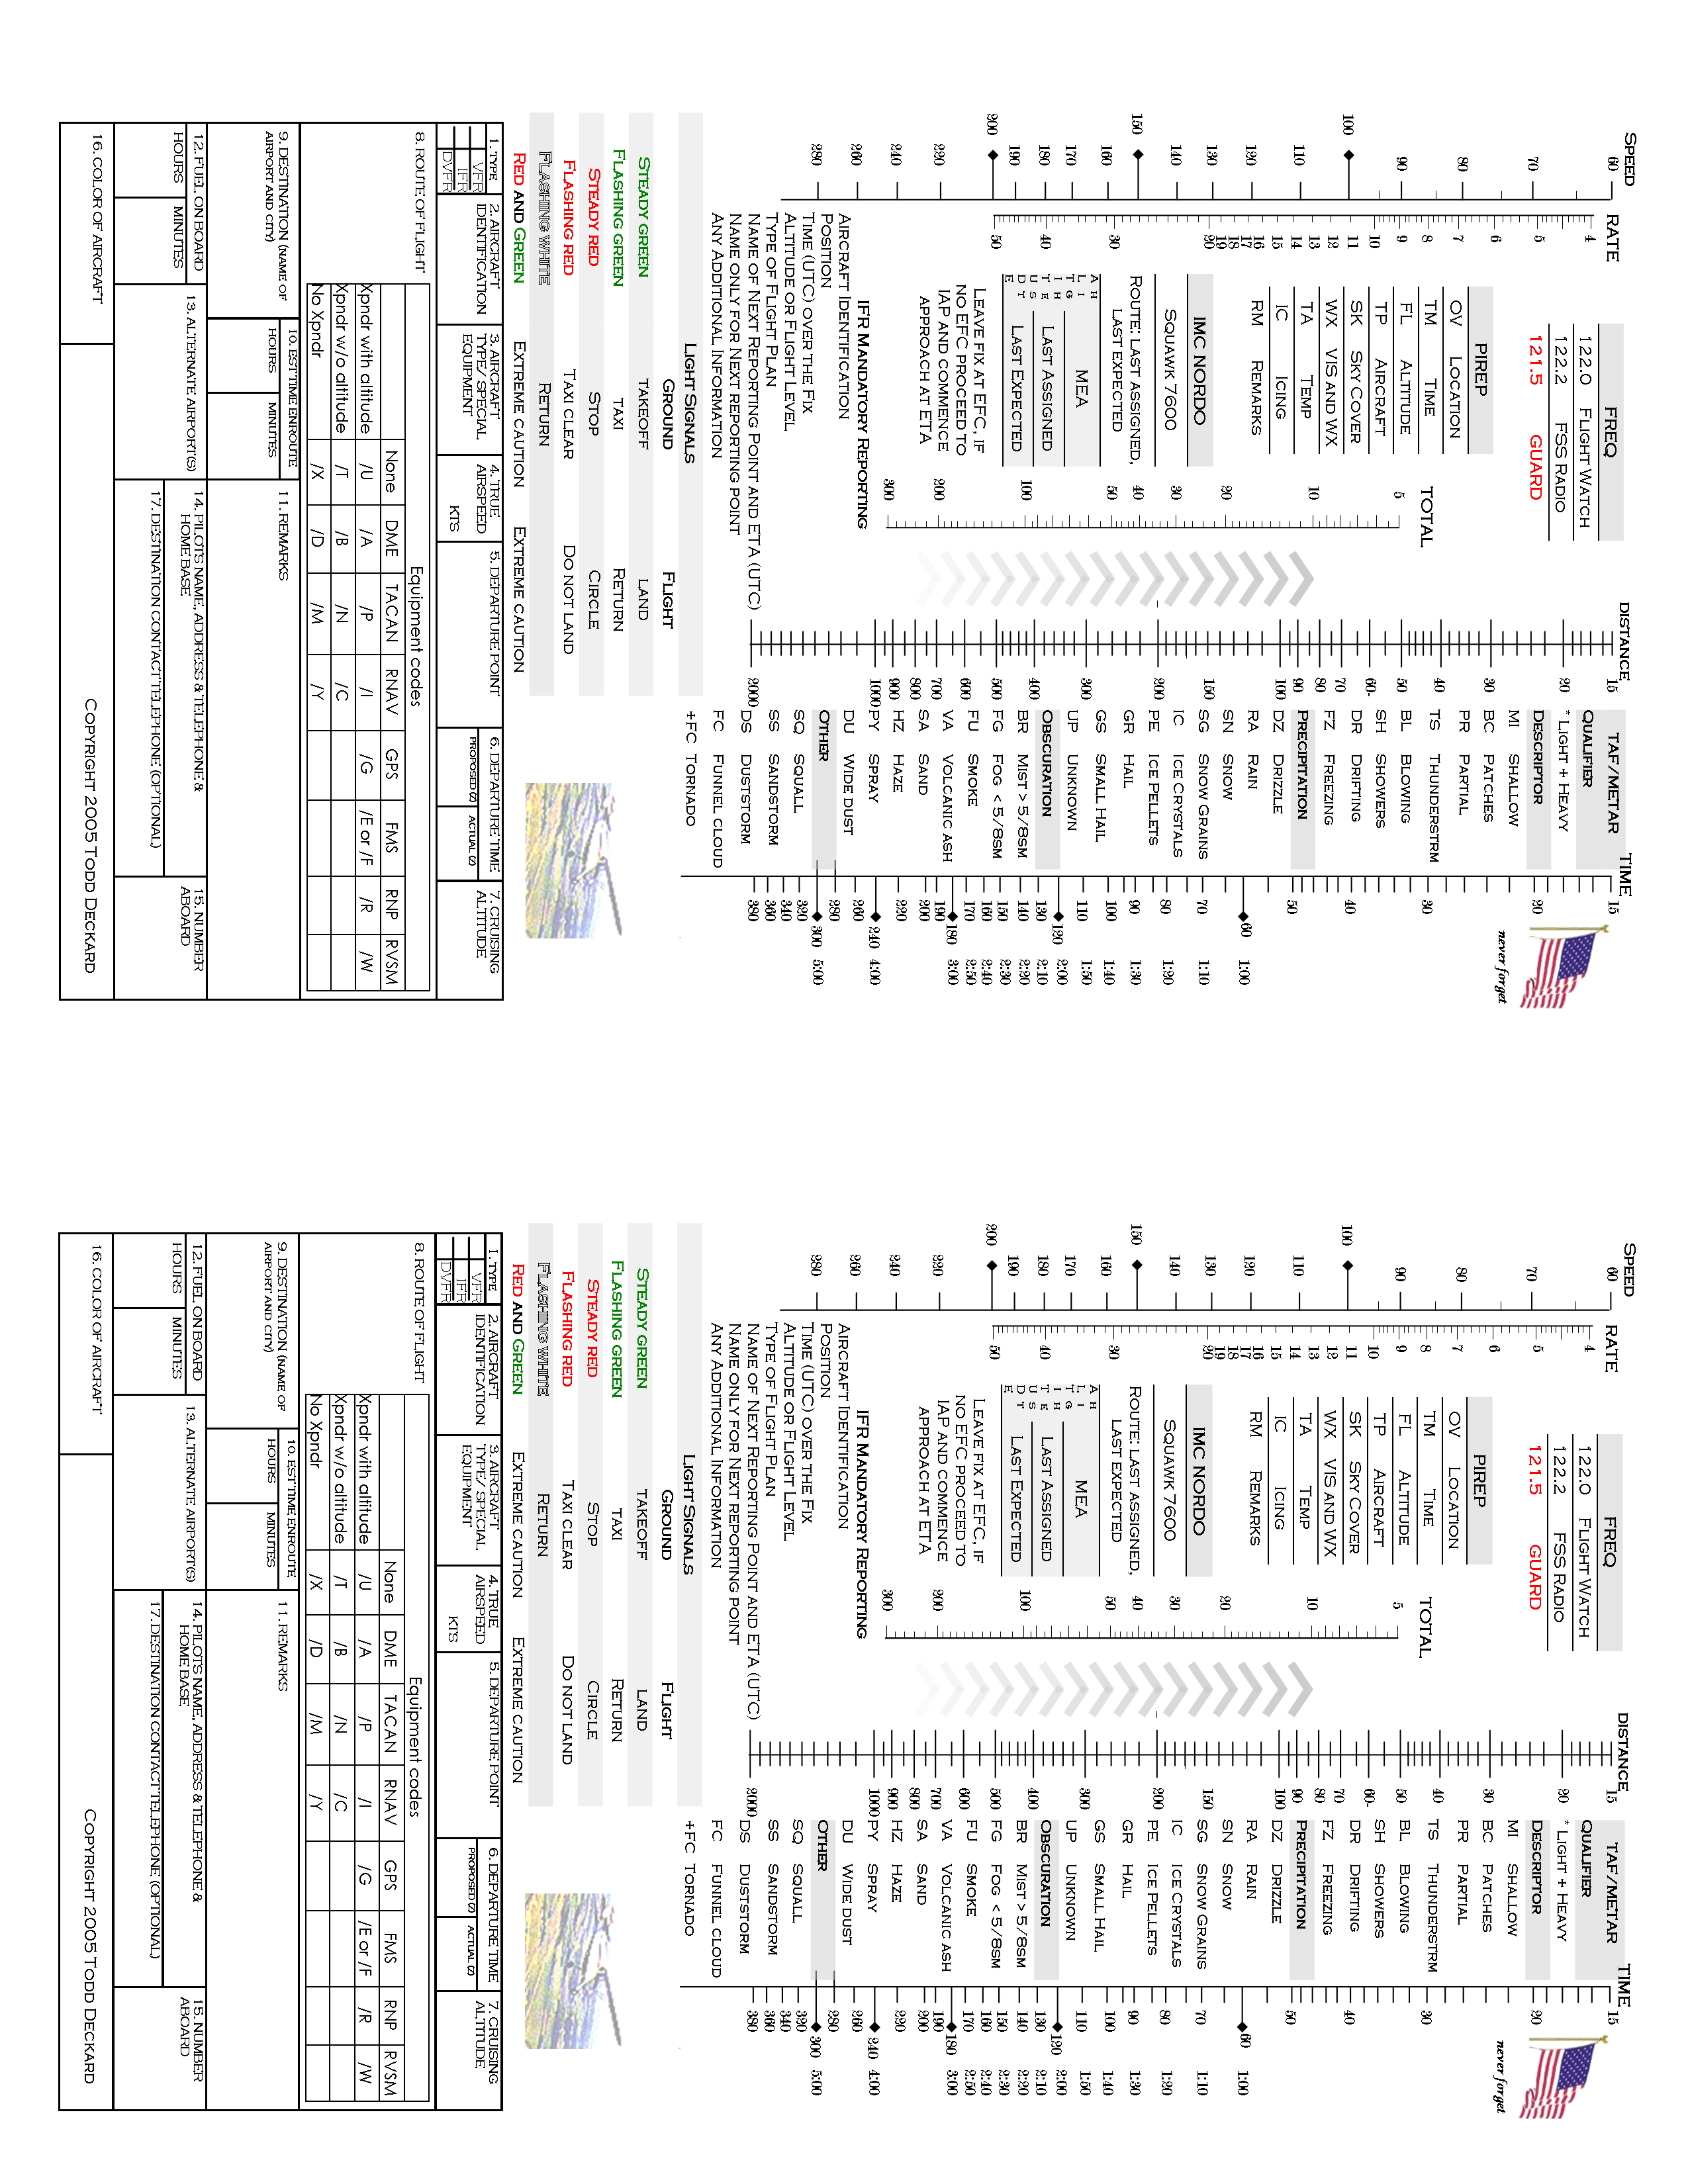 SPEED
60
70
80
90
100
110
120
130
140
150
160
170
180
190
200
220
240
260
280
RATE
4
5
6
7
8
9
10
11
12
13
14
15
16
17
18
19
20
30
40
50
FREQ
122.0 FLIGHT WATCH
122.2 FSS RADIO
121.5 GUARD
PIREP
OV LOCATION
TM TIME
FL ALTITUDE
TP AIRCRAFT
SK SKY COVER
WX VIS AND WX
TA TEMP
IC ICING
RM REMARKS
IMC NORDO
SQUAWK 7600
ROUTE: LAST ASSIGNED,
LAST EXPECTED
HIGHEST
ALTITUDE
MEA
LAST ASSIGNED
LAST EXPECTED
LEAVE FIX AT EFC, IF
NO EFC PROCEED TO
IAP AND COMMENCE
APPROACH AT ETA
TOTAL
5
10
20
30
40
50
100
200
300
DISTANCE
15
20
30
40
50
60-
70
80
90
100
150
200
300
400
500
600
700
800
900
1000
2000
TAF/METAR
QUALIFIER
* LIGHT + HEAVY
DESCRIPTOR
MI SHALLOW
BC PATCHES
PR PARTIAL
TS THUNDERSTRM
BL BLOWING
SH SHOWERS
DR DRIFTING
FZ FREEZING
PRECIPITATION
DZ DRIZZLE
RA RAIN
SN SNOW
SG SNOW GRAINS
IC ICE CRYSTALS
PE ICE PELLETS
GR HAIL
GS SMALL HAIL
UP UNKNOWN
OBSCURATION
BR MIST > 5/8SM
FG FOG < 5/8SM
FU SMOKE
VA VOLCANIC ASH
SA SAND
HZ HAZE
PY SPRAY
DU WIDE DUST
OTHER
SQ SQUALL
SS SANDSTORM
DS DUSTSTORM
FC FUNNEL CLOUD
+FC TORNADO
TIME
15
20
30
40
50
60 1:00
70 1:10
80 1:20
90 1:30
100 1:40
110 1:50
120 2:00
130 2:10
140 2:20
150 2:30
160 2:40
170 2:50
180 3:00
190
200
220
240 4:00
260
280
300 5:00
320
340
360
380
never forget
IFR MANDATORY REPORTING
AIRCRAFT IDENTIFICATION
POSITION
TIME (UTC) OVER THE FIX
ALTITUDE OR FLIGHT LEVEL
TYPE OF FLIGHT PLAN
NAME OF NEXT REPORTING POINT AND ETA (UTC)
NAME ONLY FOR NEXT REPORTING POINT
ANY ADDITIONAL INFORMATION
LIGHT SIGNALS
GROUND FLIGHT
STEADY GREEN TAKEOFF LAND
FLASHING GREEN TAXI RETURN
STEADY RED STOP CIRCLE
FLASHING RED TAXI CLEAR DO NOT LAND
FLASHING WHITE RETURN
RED AND GREEN EXTREME CAUTION EXTREME CAUTION
1. TYPE
VFR
IFR
DVFR
2. AIRCRAFT
IDENTIFICATION
3. AIRCRAFT
TYPE/ SPECIAL
EQUIPMENT
4. TRUE
AIRSPEED
KTS
5. DEPARTURE POINT
6. DEPARTURE TIME
PROPOSED (Z) ACTUAL (Z)
7. CRUISING
ALTITUDE
8. ROUTE OF FLIGHT
Equipment codes
None DME TACAN RNAV GPS FMS RNP RVSM
Xpndr with altitude /U /A /P /I /G /E or /F /R /W
Xpndr w/o altitude /T /B /N /C
No Xpndr /X /D /M /Y
9. DESTINATION (NAME OF
AIRPORT AND CITY)
10. EST TIME ENROUTE
HOURS MINUTES
11. REMARKS
12. FUEL ON BOARD
HOURS MINUTES
13. ALTERNATE AIRPORT(S)
14. PILOTS NAME, ADDRESS & TELEPHONE &
HOME BASE
17. DESTINATION CONTACT TELEPHONE (OPTIONAL)
15. NUMBER
ABOARD
16. COLOR OF AIRCRAFT
COPYRIGHT 2005 TODD DECKARD
SPEED
60
70
80
90
100
110
120
130
140
150
160
170
180
190
200
220
240
260
280
RATE
4
5
6
7
8
9
10
11
12
13
14
15
16
17
18
19
20
30
40
50
FREQ
122.0 FLIGHT WATCH
122.2 FSS RADIO
121.5 GUARD
PIREP
OV LOCATION
TM TIME
FL ALTITUDE
TP AIRCRAFT
SK SKY COVER
WX VIS AND WX
TA TEMP
IC ICING
RM REMARKS
IMC NORDO
SQUAWK 7600
ROUTE: LAST ASSIGNED,
LAST EXPECTED
HIGHEST
ALTITUDE
MEA
LAST ASSIGNED
LAST EXPECTED
LEAVE FIX AT EFC, IF
NO EFC PROCEED TO
IAP AND COMMENCE
APPROACH AT ETA
TOTAL
5
10
20
30
40
50
100
200
300
DISTANCE
15
20
30
40
50
60-
70
80
90
100
150
200
300
400
500
600
700
800
900
1000
2000
TAF/METAR
QUALIFIER
* LIGHT + HEAVY
DESCRIPTOR
MI SHALLOW
BC PATCHES
PR PARTIAL
TS THUNDERSTRM
BL BLOWING
SH SHOWERS
DR DRIFTING
FZ FREEZING
PRECIPITATION
DZ DRIZZLE
RA RAIN
SN SNOW
SG SNOW GRAINS
IC ICE CRYSTALS
PE ICE PELLETS
GR HAIL
GS SMALL HAIL
UP UNKNOWN
OBSCURATION
BR MIST > 5/8SM
FG FOG < 5/8SM
FU SMOKE
VA VOLCANIC ASH
SA SAND
HZ HAZE
PY SPRAY
DU WIDE DUST
OTHER
SQ SQUALL
SS SANDSTORM
DS DUSTSTORM
FC FUNNEL CLOUD
+FC TORNADO
TIME
15
20
30
40
50
60 1:00
70 1:10
80 1:20
90 1:30
100 1:40
110 1:50
120 2:00
130 2:10
140 2:20
150 2:30
160 2:40
170 2:50
180 3:00
190
200
220
240 4:00
260
280
300 5:00
320
340
360
380
never forget
IFR MANDATORY REPORTING
AIRCRAFT IDENTIFICATION
POSITION
TIME (UTC) OVER THE FIX
ALTITUDE OR FLIGHT LEVEL
TYPE OF FLIGHT PLAN
NAME OF NEXT REPORTING POINT AND ETA (UTC)
NAME ONLY FOR NEXT REPORTING POINT
ANY ADDITIONAL INFORMATION
LIGHT SIGNALS
GROUND FLIGHT
STEADY GREEN TAKEOFF LAND
FLASHING GREEN TAXI RETURN
STEADY RED STOP CIRCLE
FLASHING RED TAXI CLEAR DO NOT LAND
FLASHING WHITE RETURN
RED AND GREEN EXTREME CAUTION EXTREME CAUTION
1. TYPE
VFR
IFR
DVFR
2. AIRCRAFT
IDENTIFICATION
3. AIRCRAFT
TYPE/ SPECIAL
EQUIPMENT
4. TRUE
AIRSPEED
KTS
5. DEPARTURE POINT
6. DEPARTURE TIME
PROPOSED (Z) ACTUAL (Z)
7. CRUISING
ALTITUDE
8. ROUTE OF FLIGHT
Equipment codes
None DME TACAN RNAV GPS FMS RNP RVSM
Xpndr with altitude /U /A /P /I /G /E or /F /R /W
Xpndr w/o altitude /T /B /N /C
No Xpndr /X /D /M /Y
9. DESTINATION (NAME OF
AIRPORT AND CITY)
10. EST TIME ENROUTE
HOURS MINUTES
11. REMARKS
12. FUEL ON BOARD
HOURS MINUTES
13. ALTERNATE AIRPORT(S)
14. PILOTS NAME, ADDRESS & TELEPHONE &
HOME BASE
17. DESTINATION CONTACT TELEPHONE (OPTIONAL)
15. NUMBER
ABOARD
16. COLOR OF AIRCRAFT
COPYRIGHT 2005 TODD DECKARD